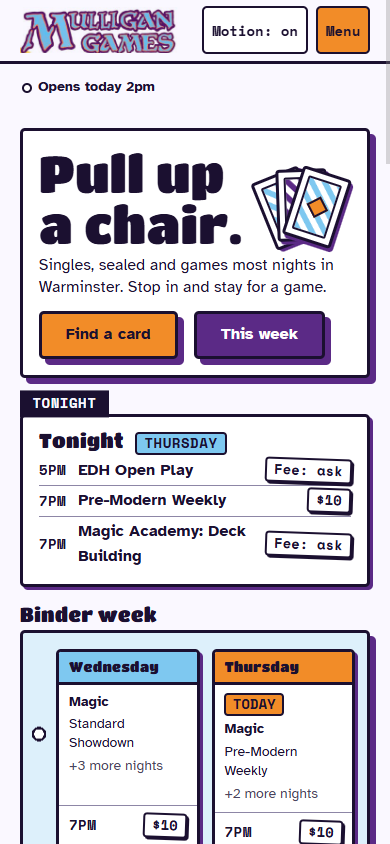 MULLIGAN GAMES
Motion: on
Menu
Opens today 2pm
Pull up
a chair.
Singles, sealed and games most nights in
Warminster. Stop in and stay for a game.
Find a card
This week
TONIGHT
Tonight THURSDAY
5PM EDH Open Play Fee: ask
7PM Pre-Modern Weekly $10
7PM Magic Academy: Deck
Building Fee: ask
Binder week
Wednesday
Magic
Standard
Showdown
+3 more nights
7PM $10
Thursday
TODAY
Magic
Pre-Modern
Weekly
+2 more nights
7PM $10